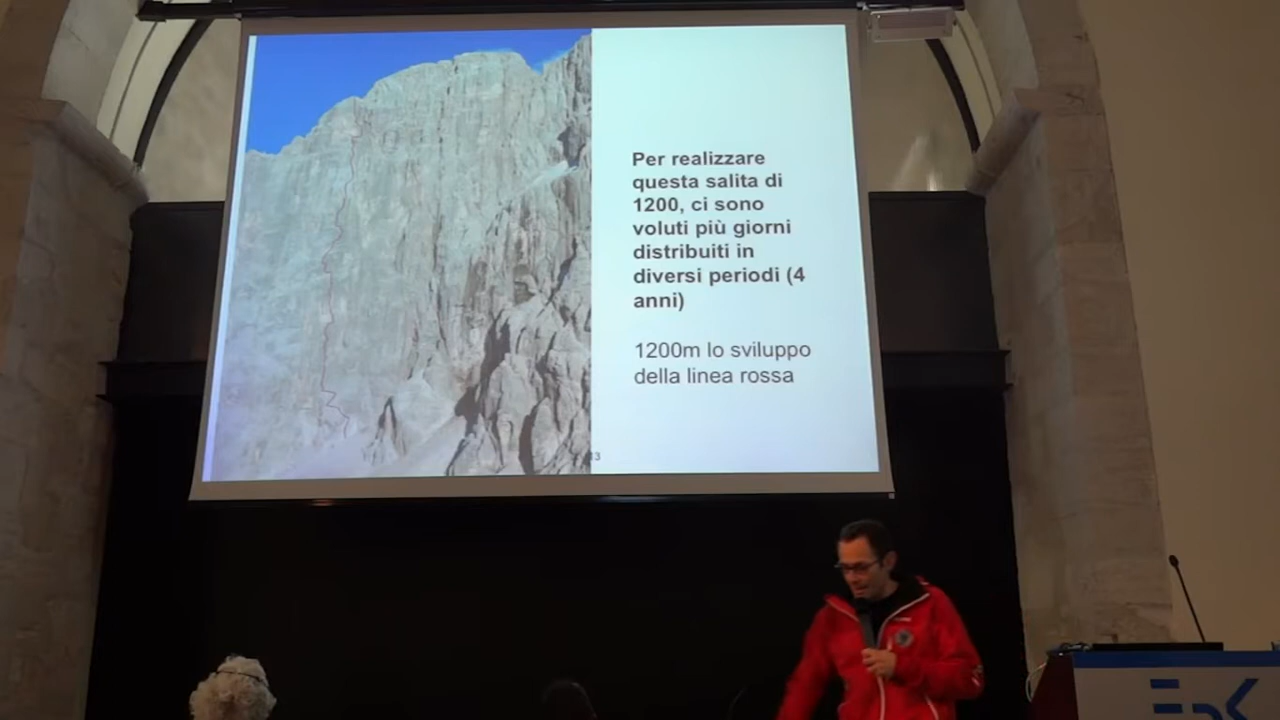 Per realizzare
questa salita di
1200, ci sono
voluti più giorni
distribuiti in
diversi periodi (4
anni)
1200m lo sviluppo
della linea rossa
13